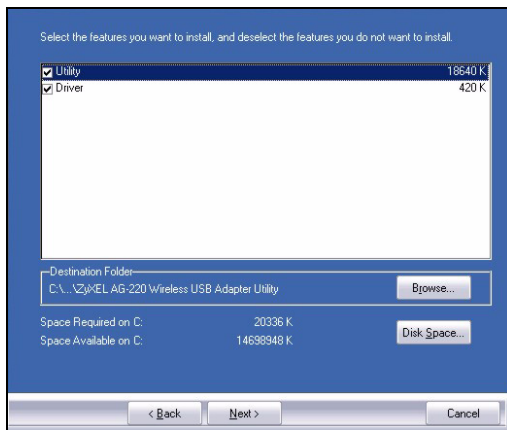 Select the features you want to install, and deselect the features you do not want to install.
Utility 18640 K
Driver 420 K
Destination Folder
C:\...\ZyXEL AG-220 Wireless USB Adapter Utility
Browse...
Space Required on C: 20336 K
Space Available on C: 14698948 K
Disk Space...
< Back Next > Cancel